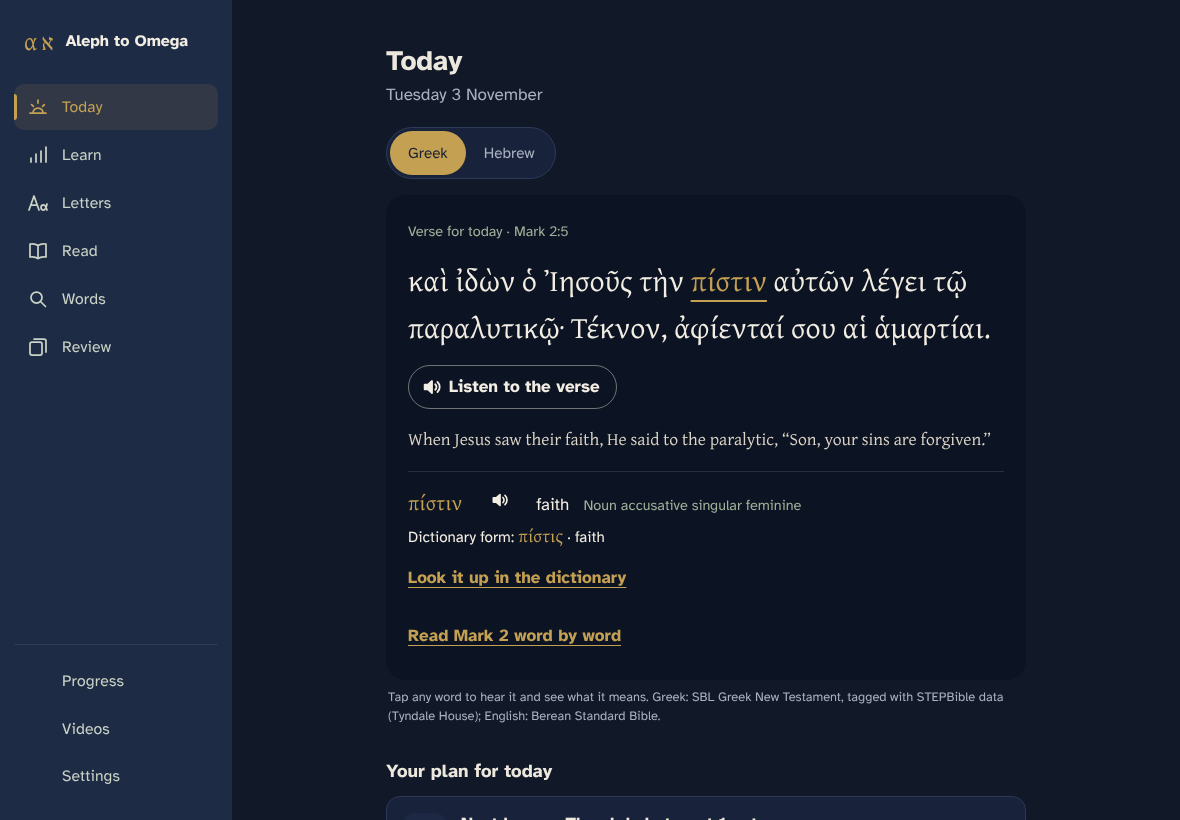 α א Aleph to Omega
Today
Learn
Aα Letters
Read
Words
Review
Progress
Videos
Settings
Today
Tuesday 3 November
Greek Hebrew
Verse for today · Mark 2:5
καὶ ἰδὼν ὁ Ἰησοῦς τὴν πίστιν αὐτῶν λέγει τῷ
παραλυτικῷ· Τέκνον, ἀφίενταί σου αἱ ἁμαρτίαι.
Listen to the verse
When Jesus saw their faith, He said to the paralytic, “Son, your sins are forgiven.”
πίστιν faith Noun accusative singular feminine
Dictionary form: πίστις · faith
Look it up in the dictionary
Read Mark 2 word by word
Tap any word to hear it and see what it means. Greek: SBL Greek New Testament, tagged with STEPBible data
(Tyndale House); English: Berean Standard Bible.
Your plan for today